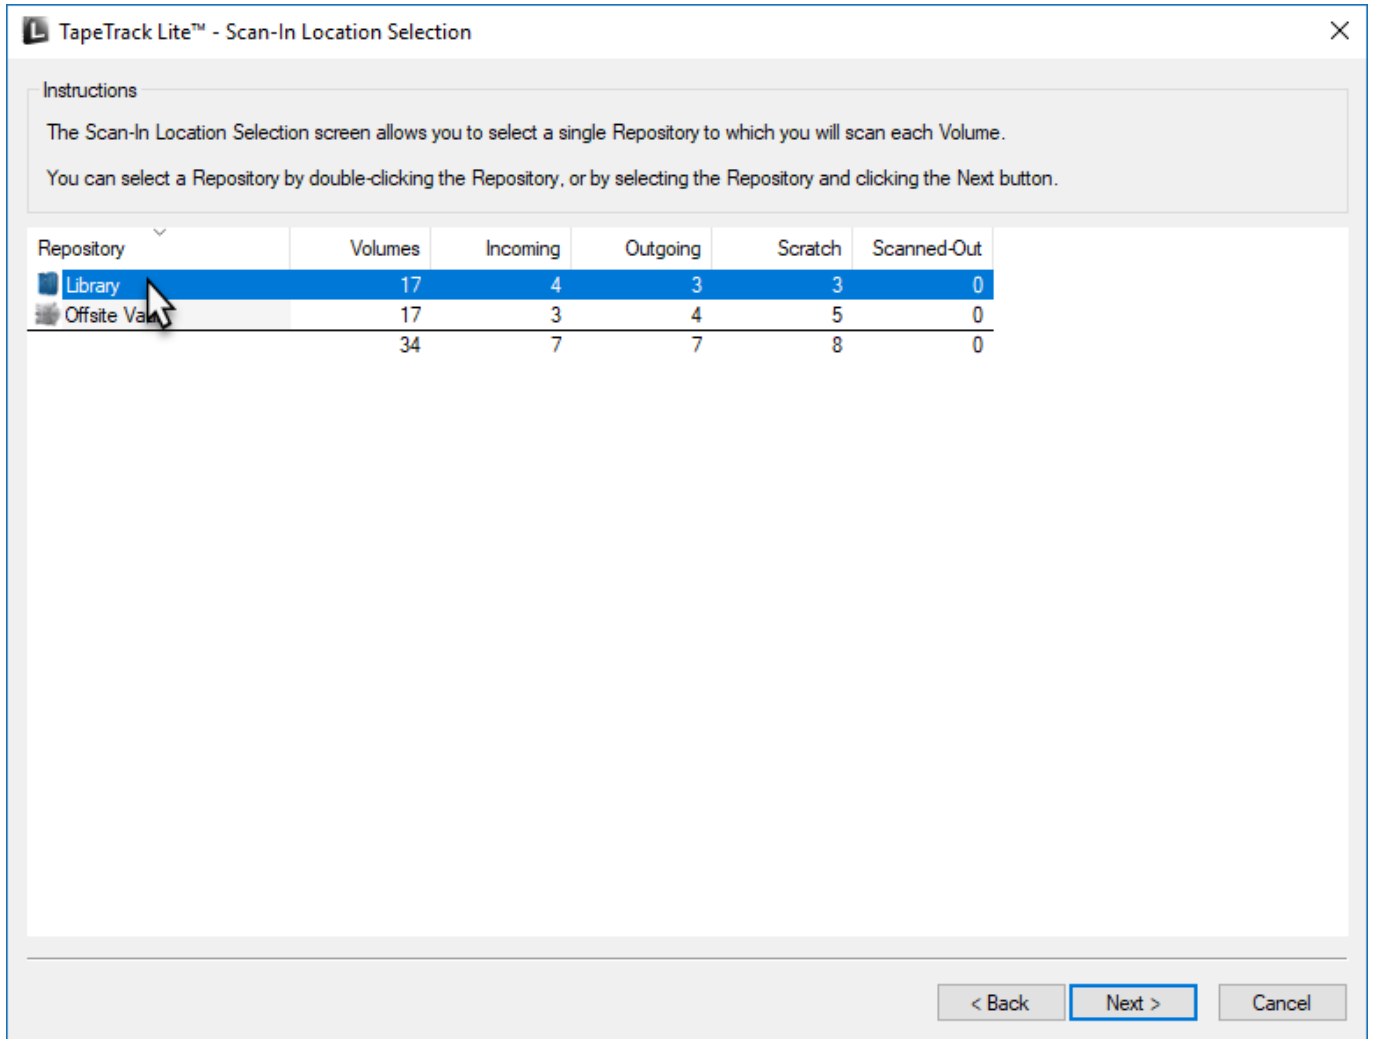 TapeTrack Lite™ - Scan-In Location Selection
Instructions
The Scan-In Location Selection screen allows you to select a single Repository to which you will scan each Volume.
You can select a Repository by double-clicking the Repository, or by selecting the Repository and clicking the Next button.
Repository Volumes Incoming Outgoing Scratch Scanned-Out
Library 17 4 3 3 0
Offsite 17 3 4 5 0
34 7 7 8 0
< Back Next > Cancel